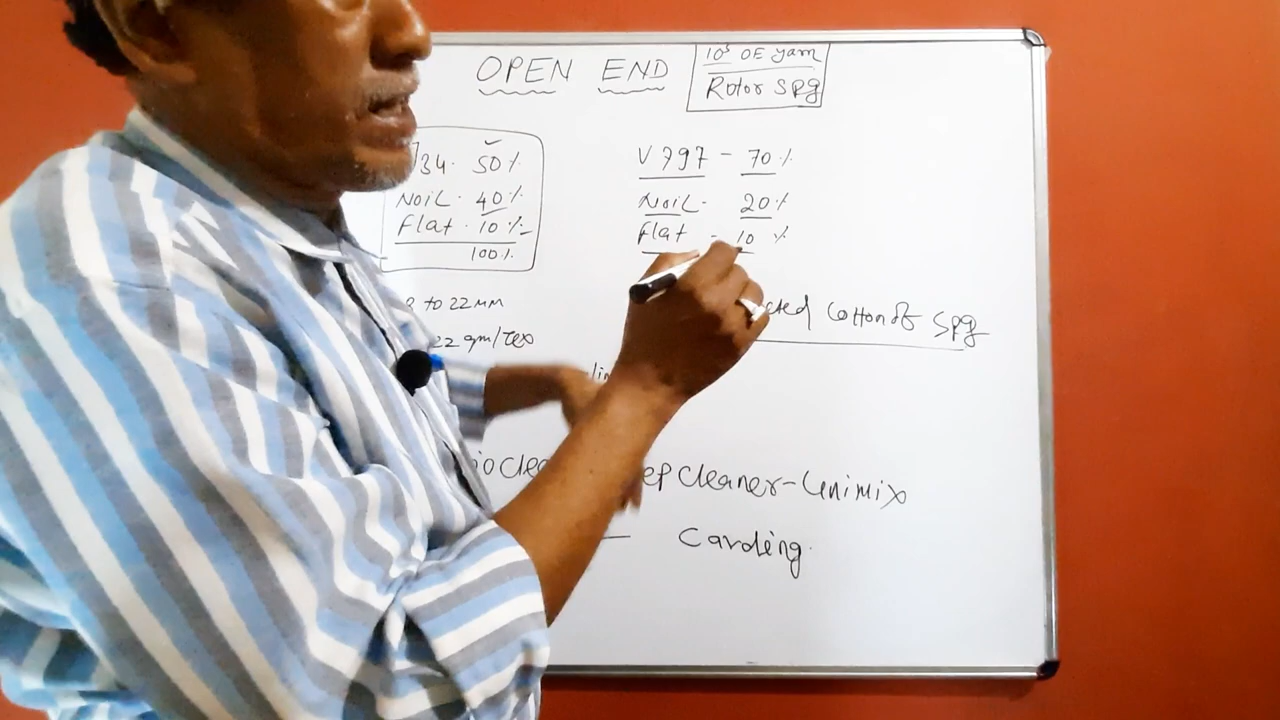 OPEN END
10s OE yarn
Rotor SPg
34. 50%
NOIL. 40%
Flat. 10%
100%
V797 - 70%
NOIL- 20%
Flat - 10 %
to 22MM
22 gm/Tex
Cotton of SPg
Cleaner-Unimix
— Carding.